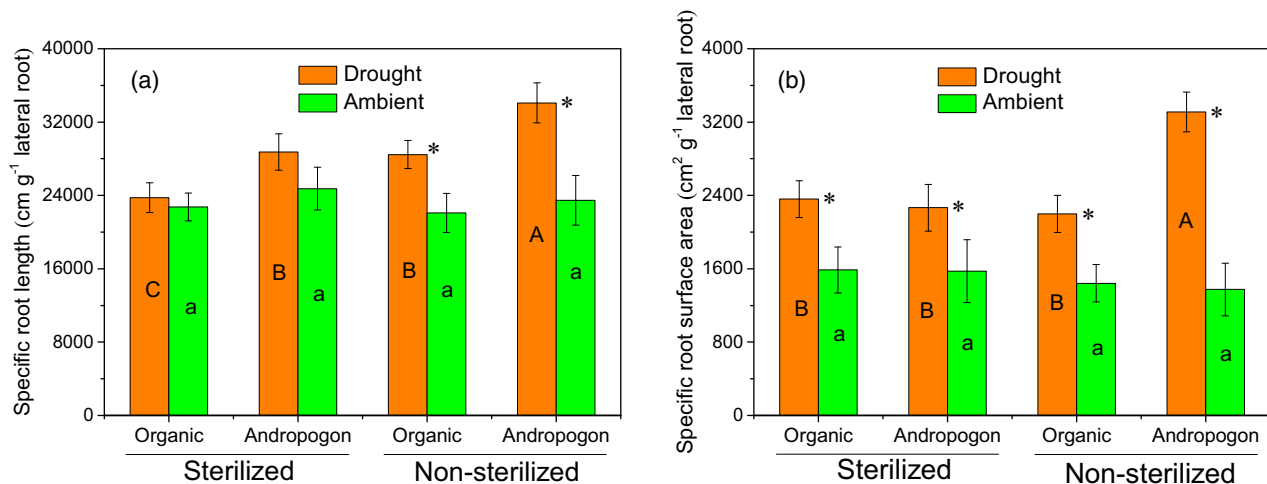 (a)
Specific root length (cm g⁻¹ lateral root)
40000
32000
24000
16000
8000
0
Drought
Ambient
C
a
B
a
B
*
a
A
*
a
Organic
Andropogon
Organic
Andropogon
Sterilized
Non-sterilized
(b)
Specific root surface area (cm² g⁻¹ lateral root)
4000
3200
2400
1600
800
0
Drought
Ambient
B
*
a
B
*
a
B
*
a
A
*
a
Organic
Andropogon
Organic
Andropogon
Sterilized
Non-sterilized